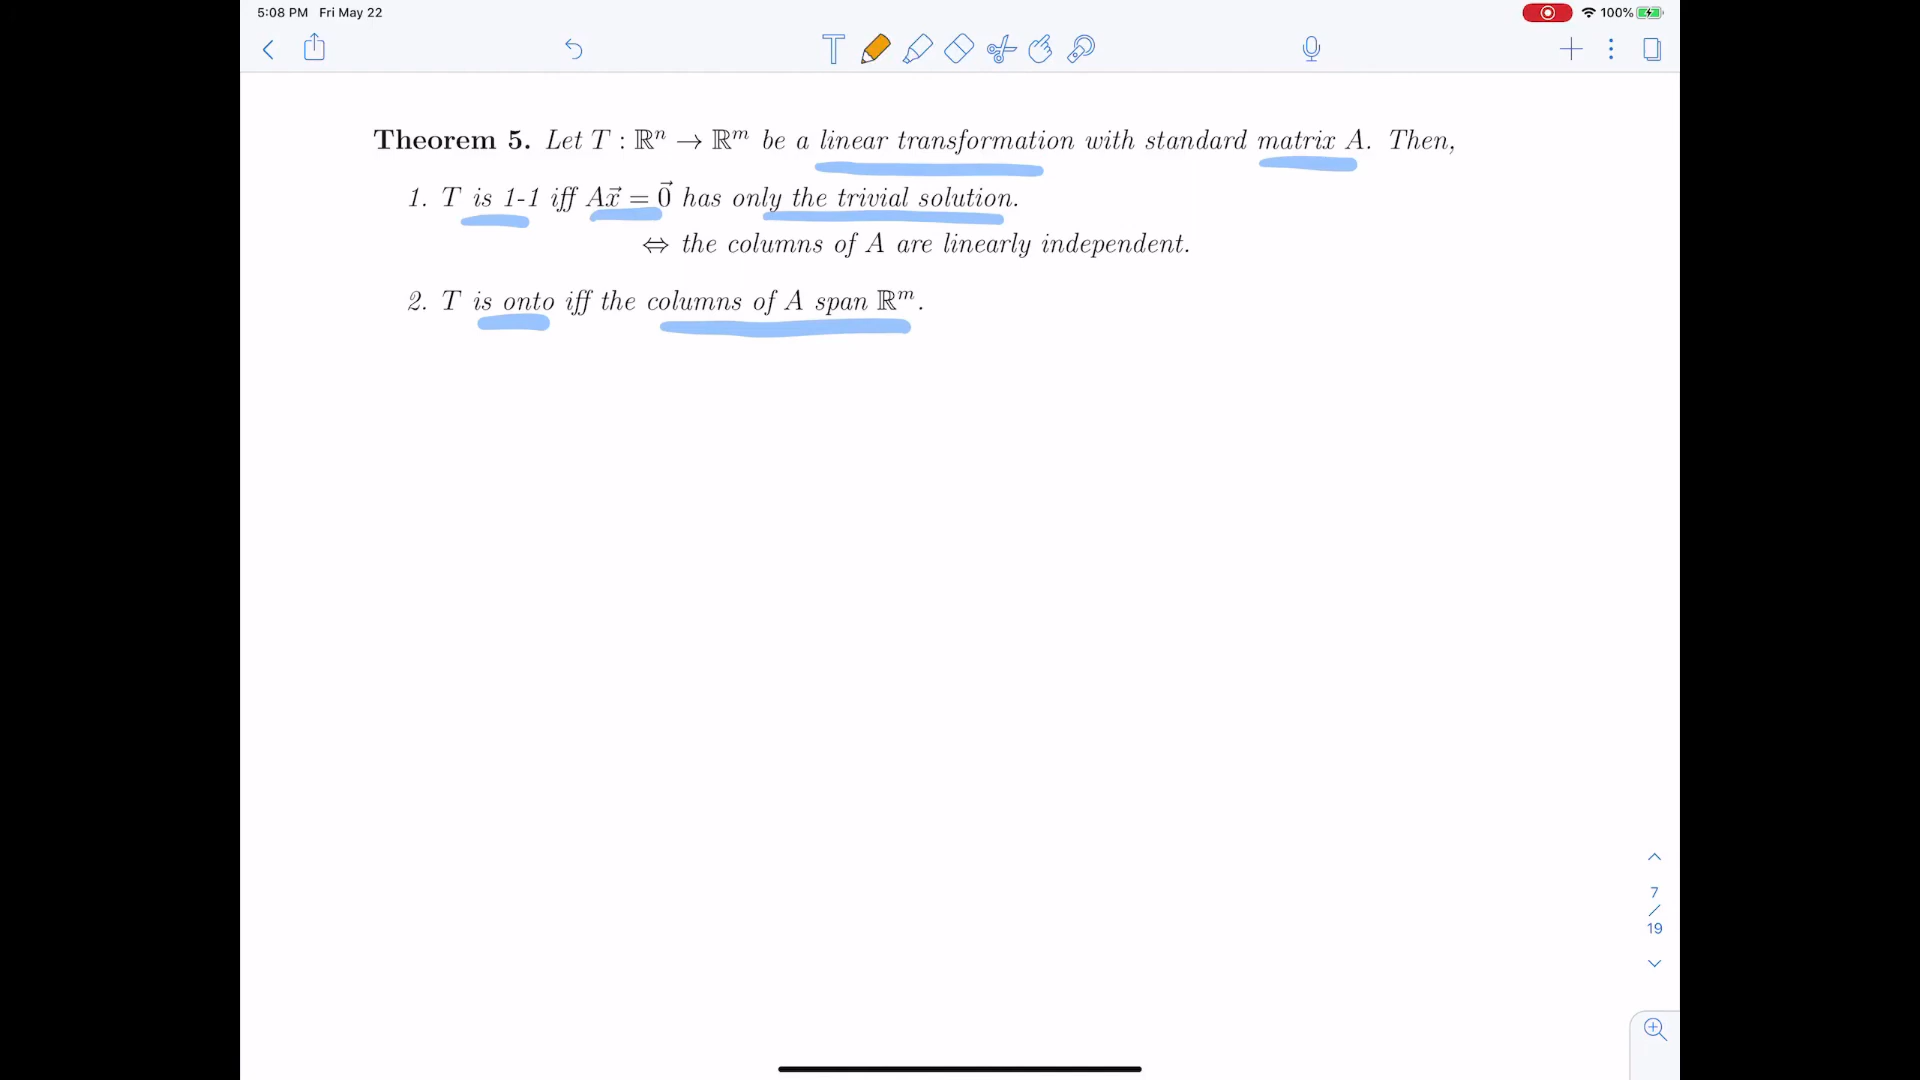 5:08 PM Fri May 22
100%
T
Theorem 5. Let T : ℝⁿ → ℝᵐ be a linear transformation with standard matrix A. Then,
1. T is 1-1 iff Ax⃗ = 0⃗ has only the trivial solution.
⇔ the columns of A are linearly independent.
2. T is onto iff the columns of A span ℝᵐ.
7
/
19